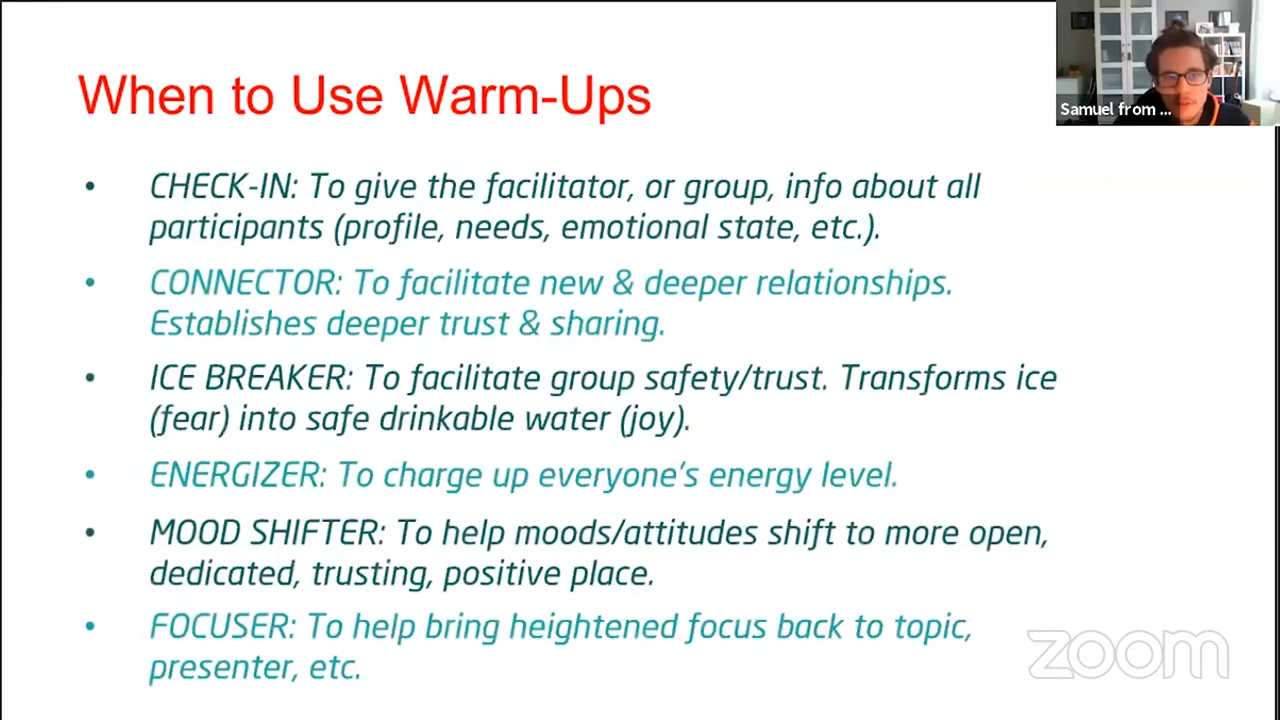 When to Use Warm-Ups
Samuel from ...
• CHECK-IN: To give the facilitator, or group, info about all
participants (profile, needs, emotional state, etc.).
• CONNECTOR: To facilitate new & deeper relationships.
Establishes deeper trust & sharing.
• ICE BREAKER: To facilitate group safety/trust. Transforms ice
(fear) into safe drinkable water (joy).
• ENERGIZER: To charge up everyone's energy level.
• MOOD SHIFTER: To help moods/attitudes shift to more open,
dedicated, trusting, positive place.
• FOCUSER: To help bring heightened focus back to topic,
presenter, etc.
zoom